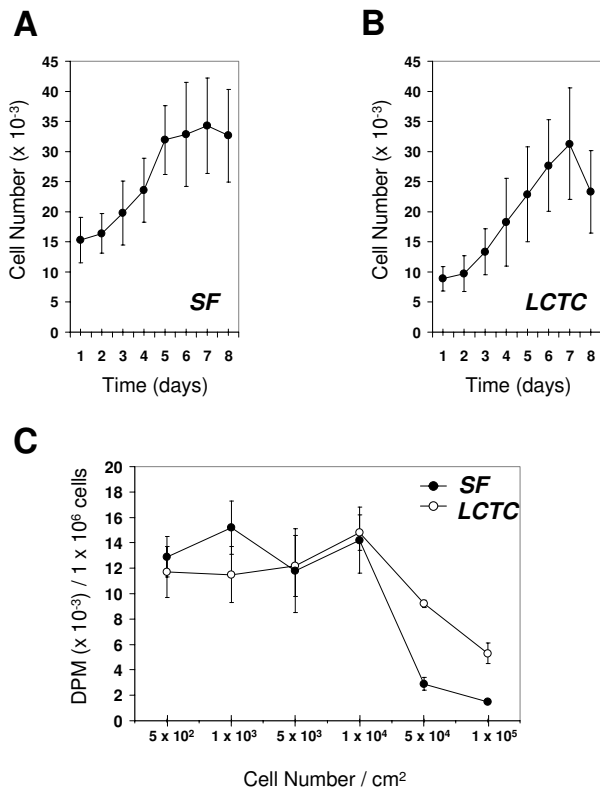 A
45
40
35
30
25
20
15
10
5
0
Cell Number (x 10-3)
SF
1 2 3 4 5 6 7 8
Time (days)
B
45
40
35
30
25
20
15
10
5
0
Cell Number (x 10-3)
LCTC
1 2 3 4 5 6 7 8
Time (days)
C
20
18
16
14
12
10
8
6
4
2
0
DPM (x 10-3) / 1 x 106 cells
SF
LCTC
5 x 10² 1 x 10³ 5 x 10³ 1 x 10⁴ 5 x 10⁴ 1 x 10⁵
Cell Number / cm²